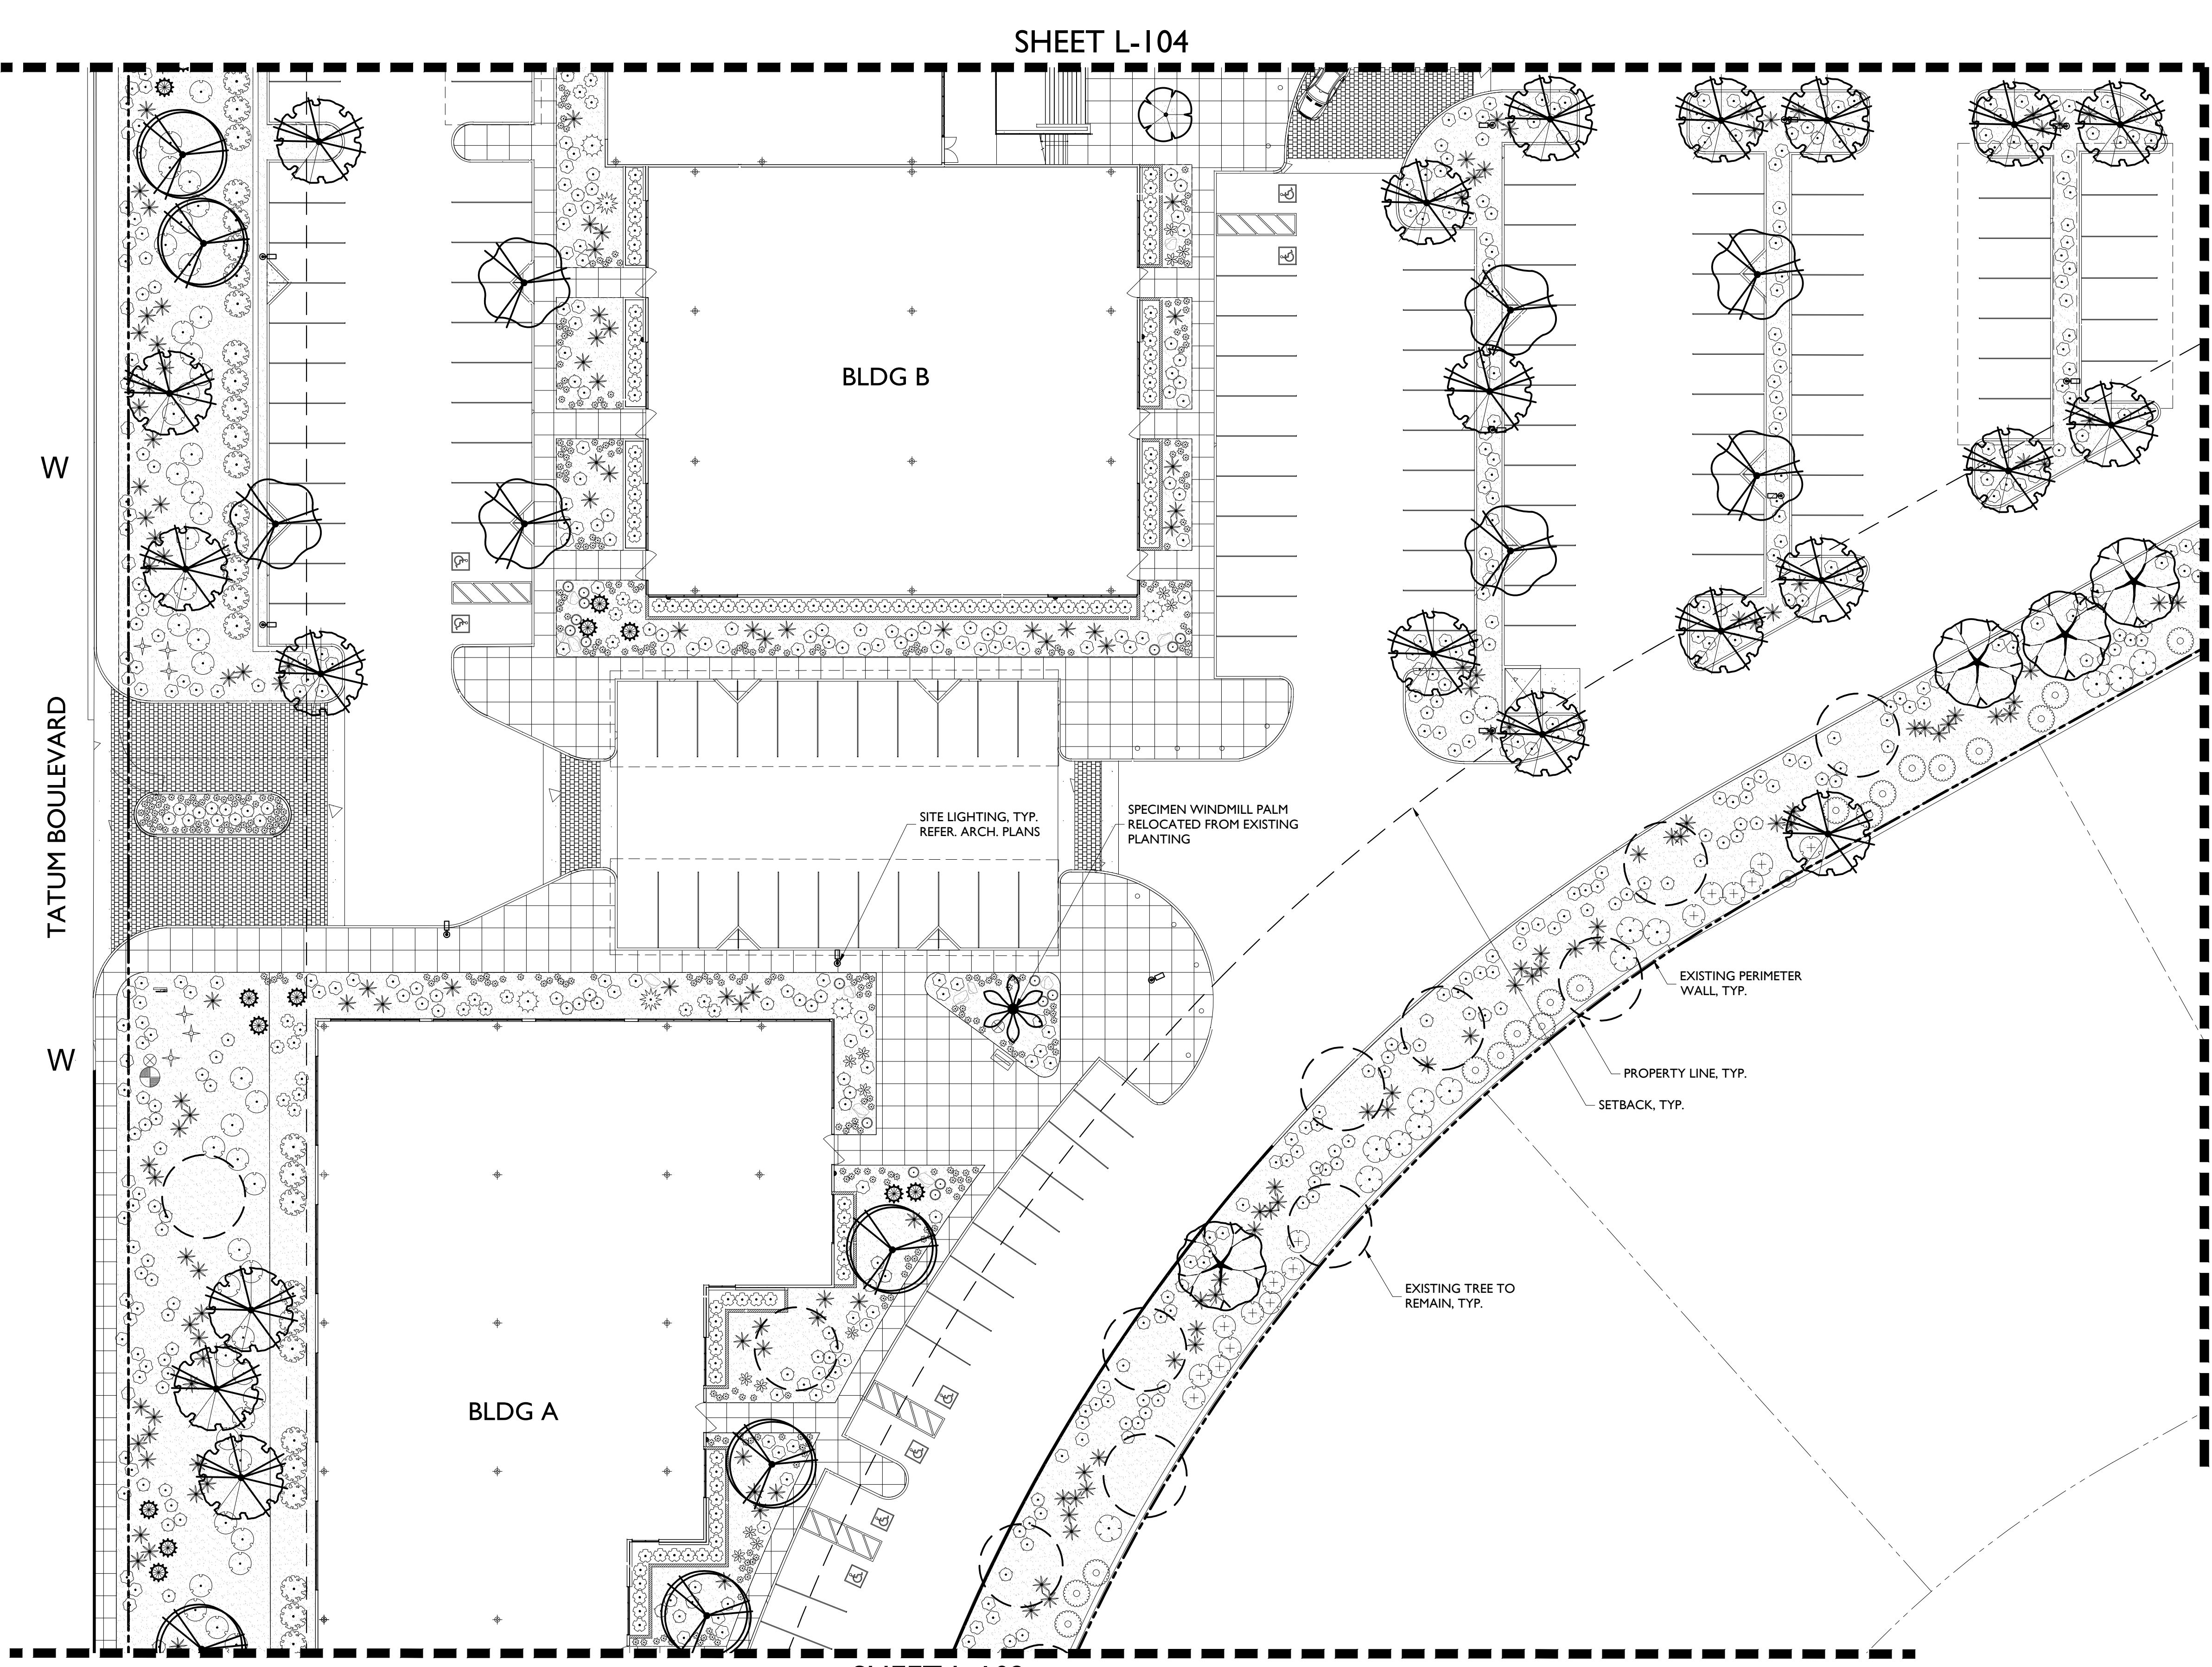 SHEET L-104
BLDG B
W
TATUM BOULEVARD
SITE LIGHTING, TYP.
REFER. ARCH. PLANS
SPECIMEN WINDMILL PALM
RELOCATED FROM EXISTING
PLANTING
EXISTING PERIMETER
WALL, TYP.
W
PROPERTY LINE, TYP.
SETBACK, TYP.
EXISTING TREE TO
REMAIN, TYP.
BLDG A